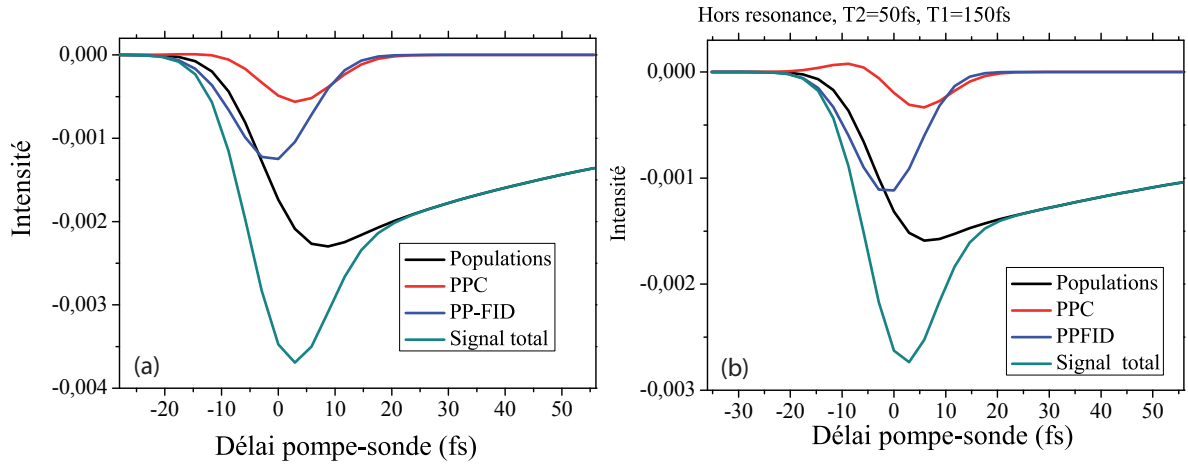 Hors resonance, T2=50fs, T1=150fs
0,000
-0,001
-0,002
-0,003
-0,004
Intensité
Populations
PPC
PP-FID
Signal total
(a)
-20 -10 0 10 20 30 40 50
Délai pompe-sonde (fs)
0,000
-0,001
-0,002
-0,003
Intensité
Populations
PPC
PPFID
Signal total
(b)
-30 -20 -10 0 10 20 30 40 50
Délai pompe-sonde (fs)